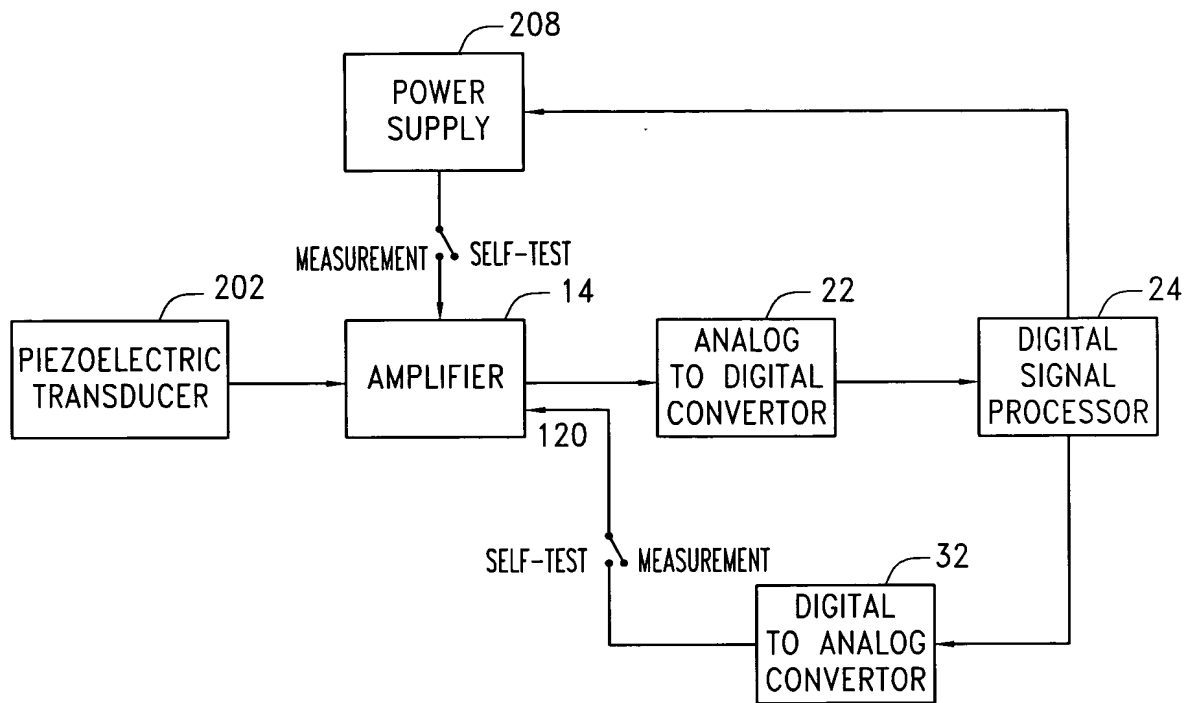 208
POWER
SUPPLY
MEASUREMENT
SELF-TEST
202
14
22
24
PIEZOELECTRIC
TRANSDUCER
AMPLIFIER
ANALOG
TO DIGITAL
CONVERTOR
DIGITAL
SIGNAL
PROCESSOR
120
SELF-TEST
MEASUREMENT
32
DIGITAL
TO ANALOG
CONVERTOR